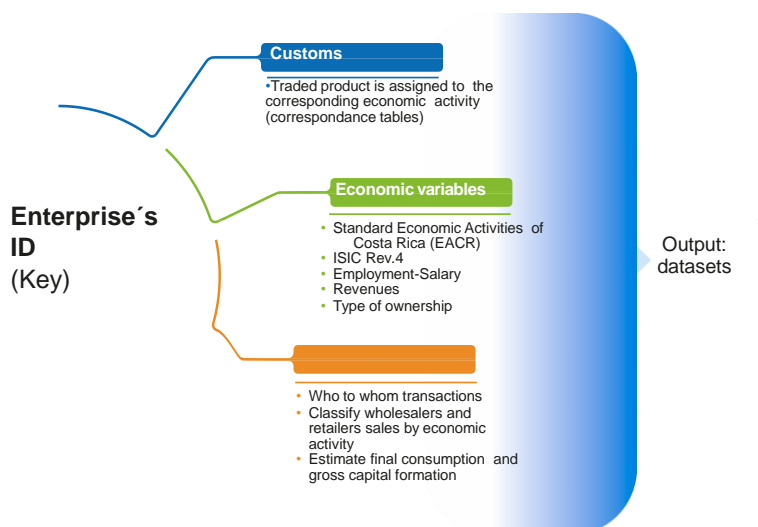 Customs
•Traded product is assigned to the
corresponding economic activity
(correspondance tables)
Economic variables
• Standard Economic Activities of
Costa Rica (EACR)
• ISIC Rev.4
• Employment-Salary
• Revenues
• Type of ownership
Enterprise´s
ID
(Key)
Output:
datasets
• Who to whom transactions
• Classify wholesalers and
retailers sales by economic
activity
• Estimate final consumption and
gross capital formation